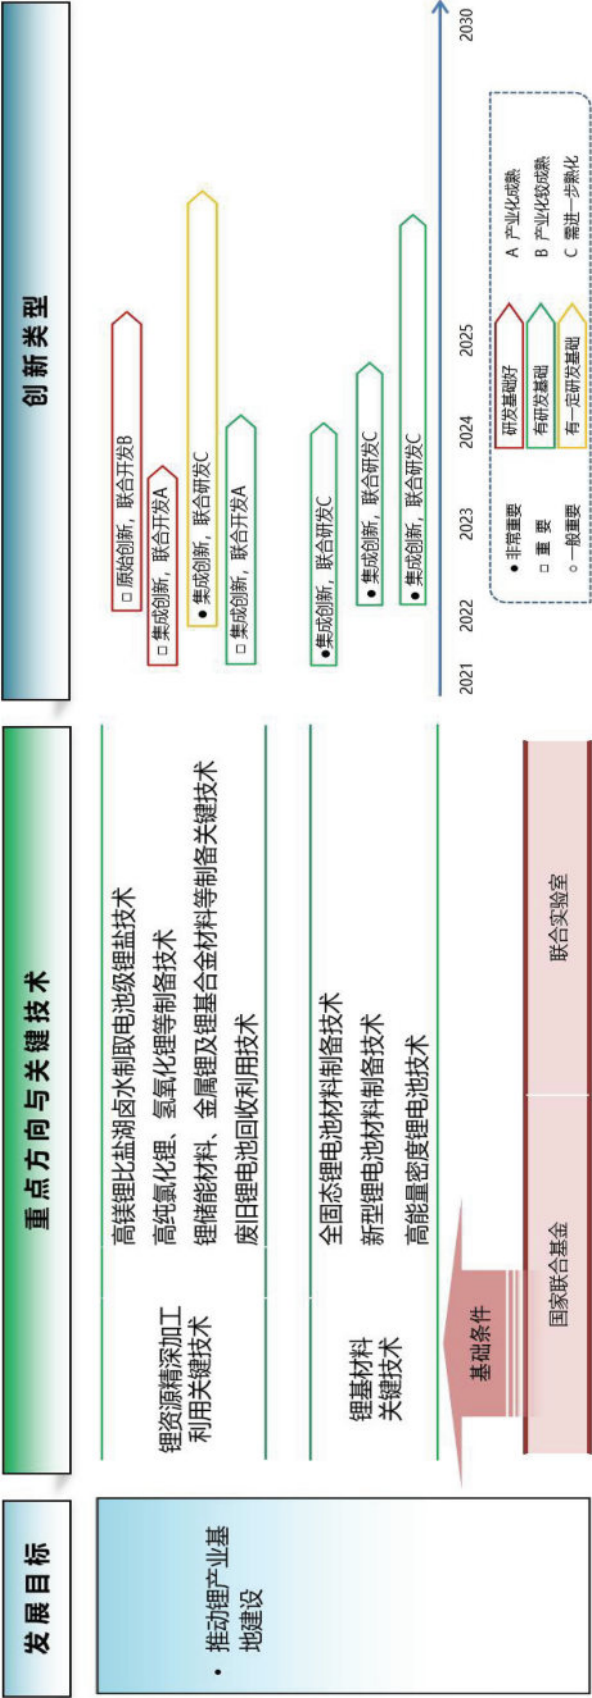 发展目标
重点方向与关键技术
创新类型
• 推动锂产业基
地建设
锂资源精深加工
利用关键技术
高镁锂比盐湖卤水制取电池级锂盐技术
□ 原始创新，联合开发B
高纯氯化锂、氢氧化锂等制备技术
□ 集成创新，联合开发A
锂储能材料、金属锂及锂基合金材料等制备关键技术
● 集成创新，联合研发C
废旧锂电池回收利用技术
□ 集成创新，联合开发A
锂基材料
关键技术
全固态锂电池材料制备技术
●集成创新，联合研发C
新型锂电池材料制备技术
● 集成创新，联合研发C
高能量密度锂电池技术
● 集成创新，联合研发C
2021
2022
2023
2024
2025
2030
基础条件
国家联合基金
联合实验室
● 非常重要
研发基础好
A 产业化成熟
□ 重 要
有研发基础
B 产业化较成熟
○ 一般重要
有一定研发基础
C 需进一步熟化